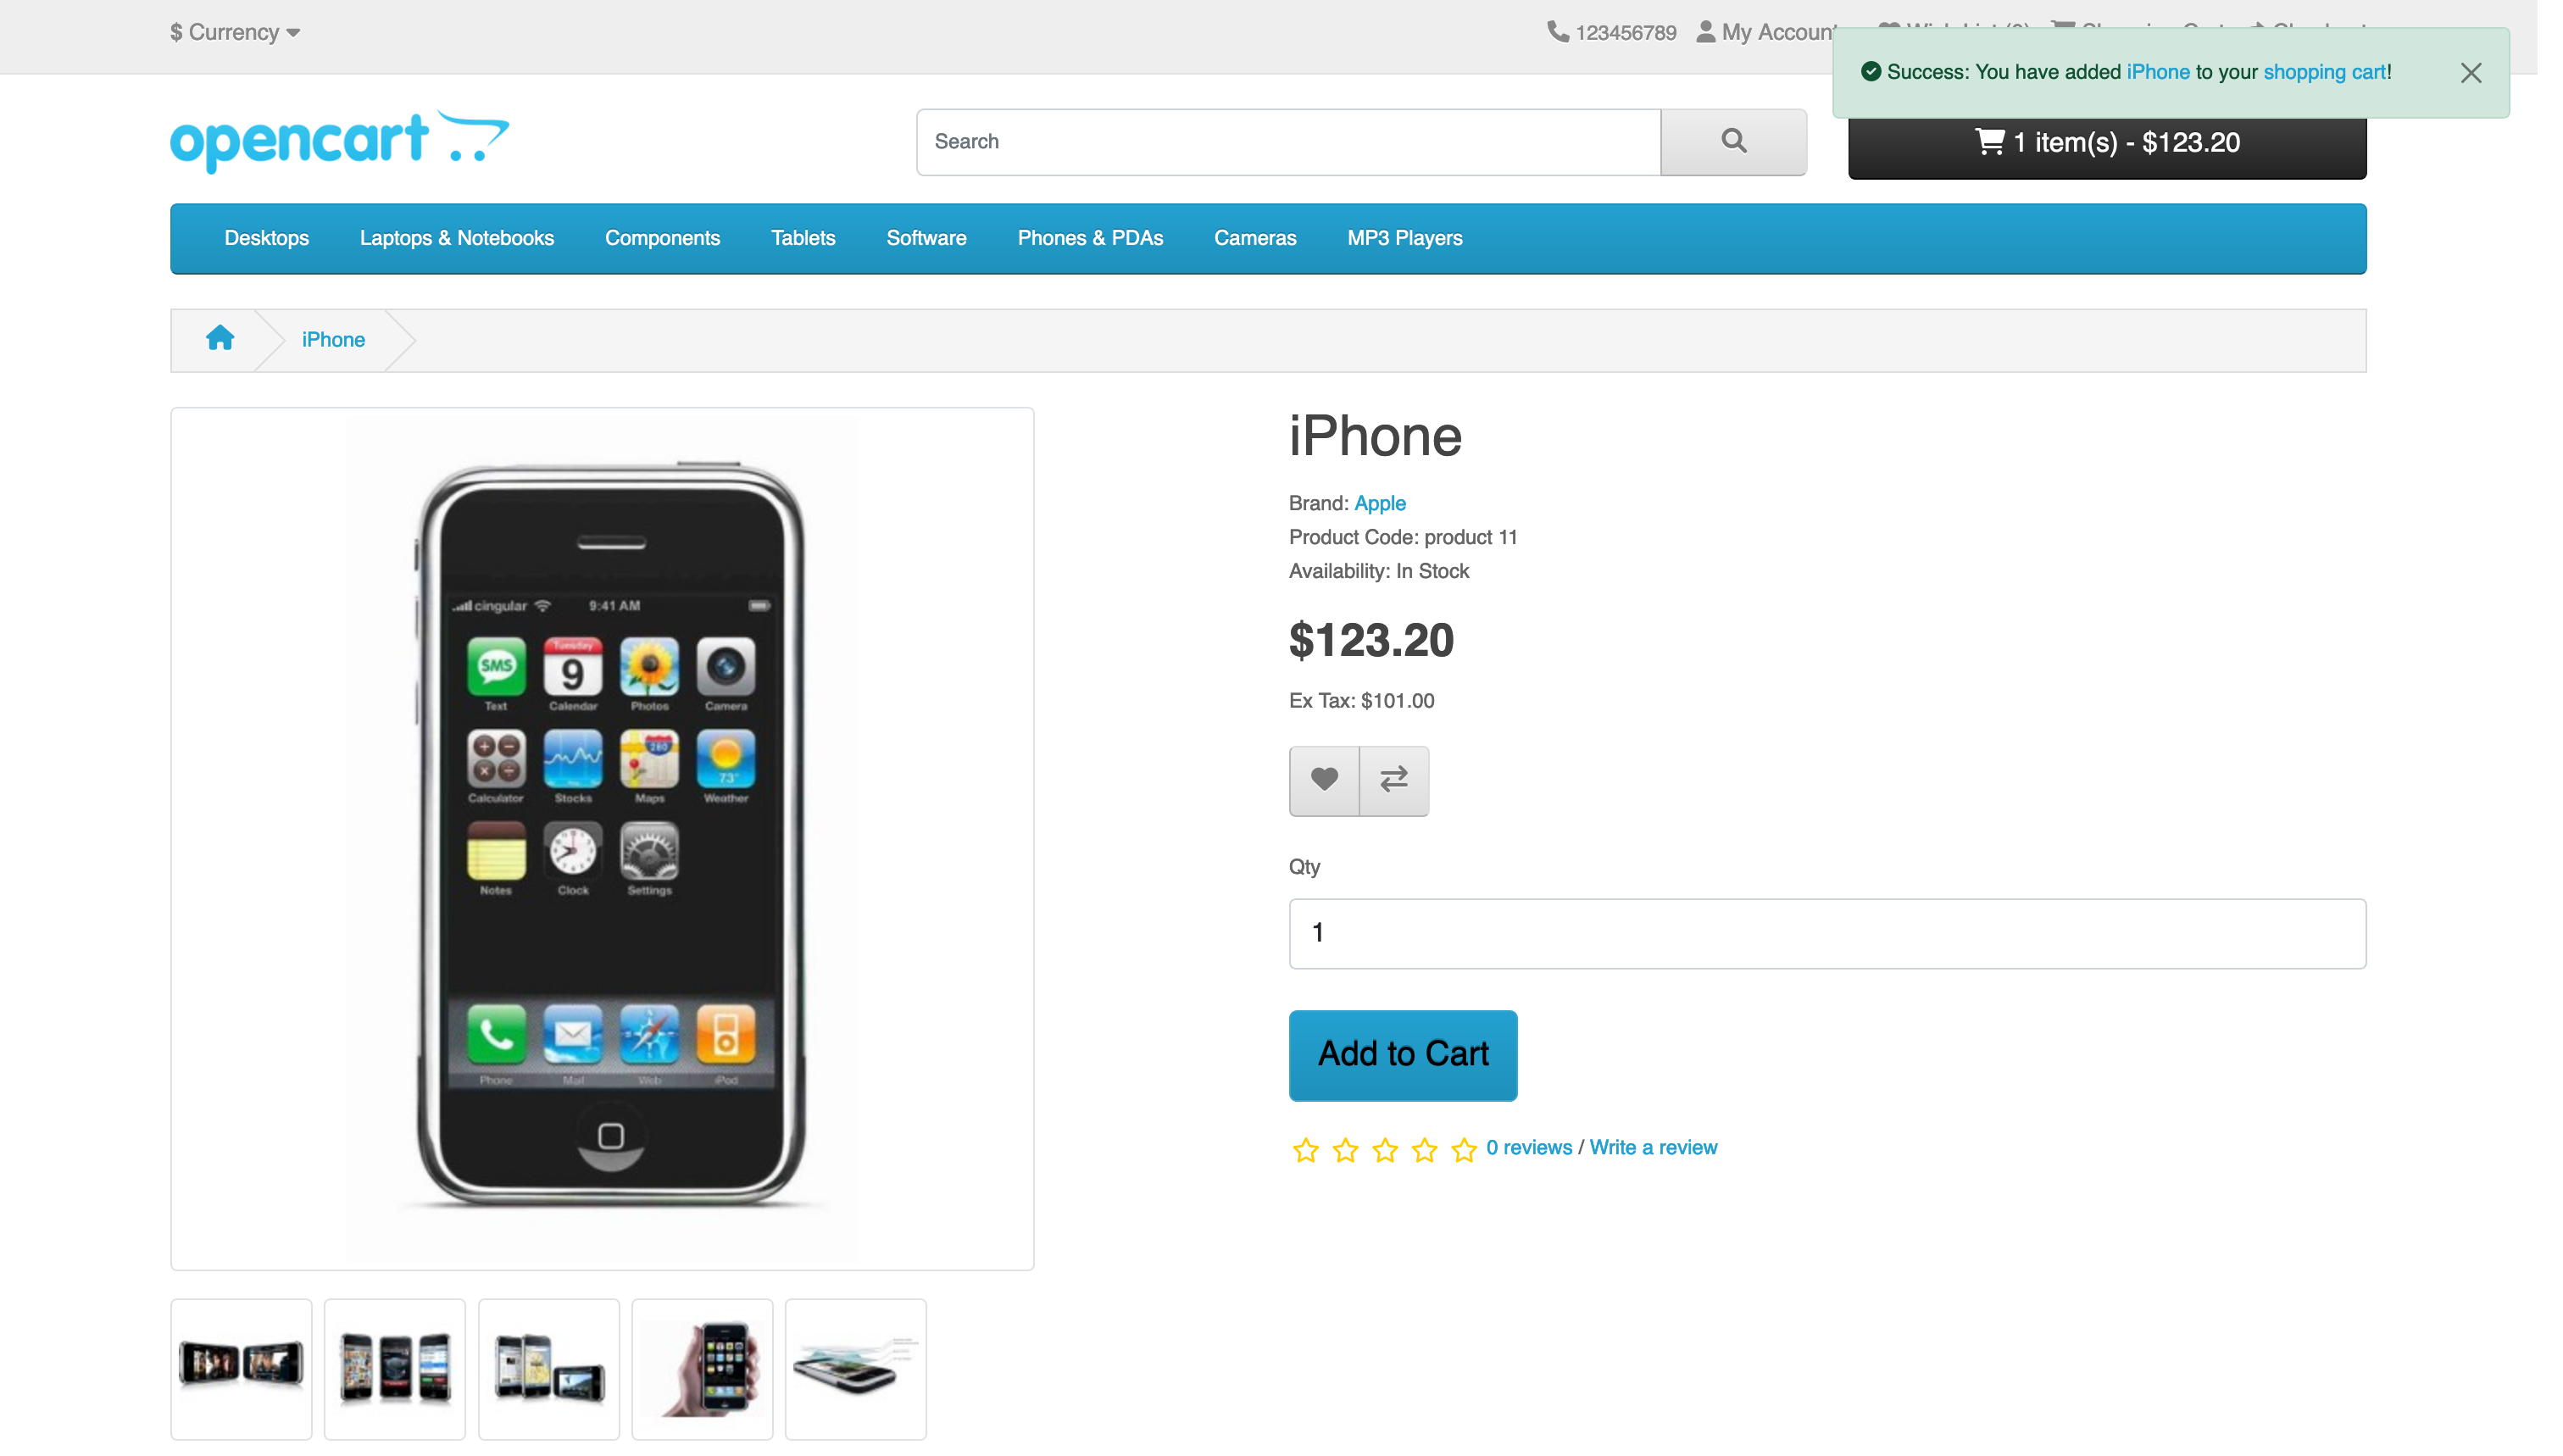 $ Currency
123456789 My Account
Success: You have added iPhone to your shopping cart!
opencart
Search
1 item(s) - $123.20
Desktops Laptops & Notebooks Components Tablets Software Phones & PDAs Cameras MP3 Players
iPhone
iPhone
Brand: Apple
Product Code: product 11
Availability: In Stock
$123.20
Ex Tax: $101.00
Qty
1
Add to Cart
0 reviews / Write a review
cingular 9:41 AM
SMS Tuesday 9
Text Calendar Photos Camera
280 73°
Calculator Stocks Maps Weather
Notes Clock Settings
Phone Mail Web iPod